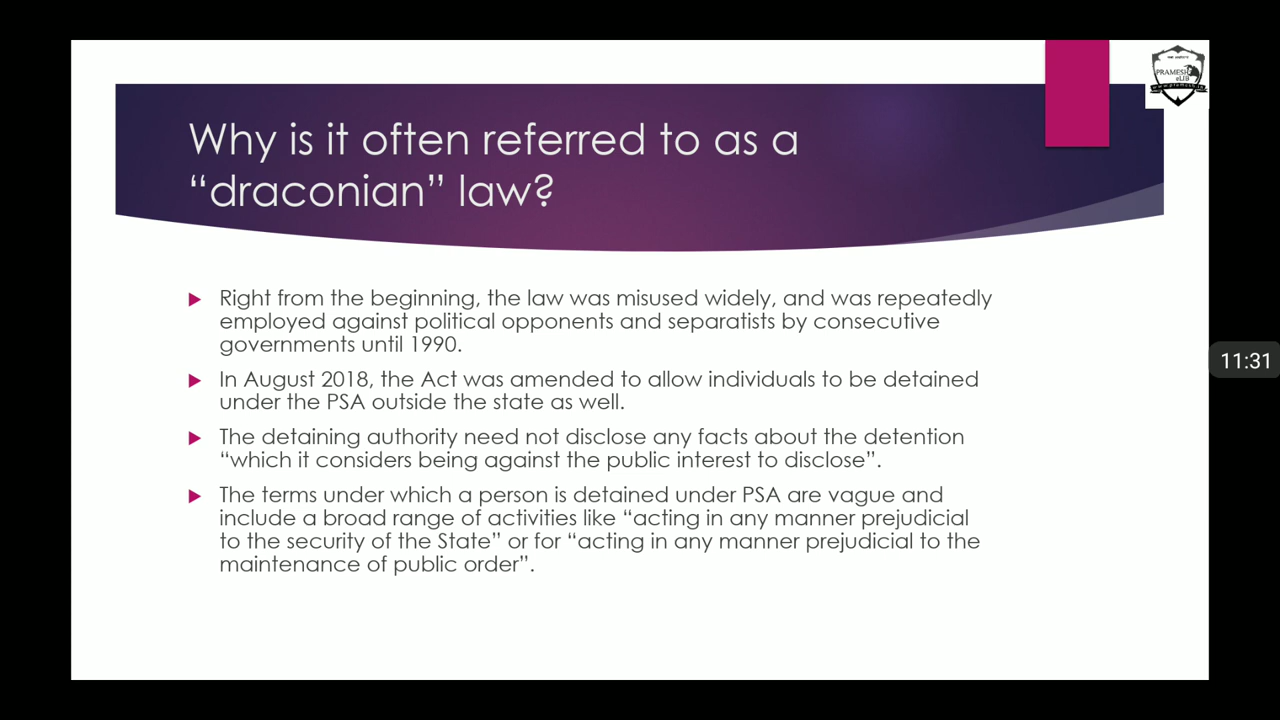 Why is it often referred to as a
“draconian” law?
PRAMESH
eLIB
Right from the beginning, the law was misused widely, and was repeatedly
employed against political opponents and separatists by consecutive
governments until 1990.
In August 2018, the Act was amended to allow individuals to be detained
under the PSA outside the state as well.
The detaining authority need not disclose any facts about the detention
“which it considers being against the public interest to disclose”.
The terms under which a person is detained under PSA are vague and
include a broad range of activities like “acting in any manner prejudicial
to the security of the State” or for “acting in any manner prejudicial to the
maintenance of public order”.
11:31